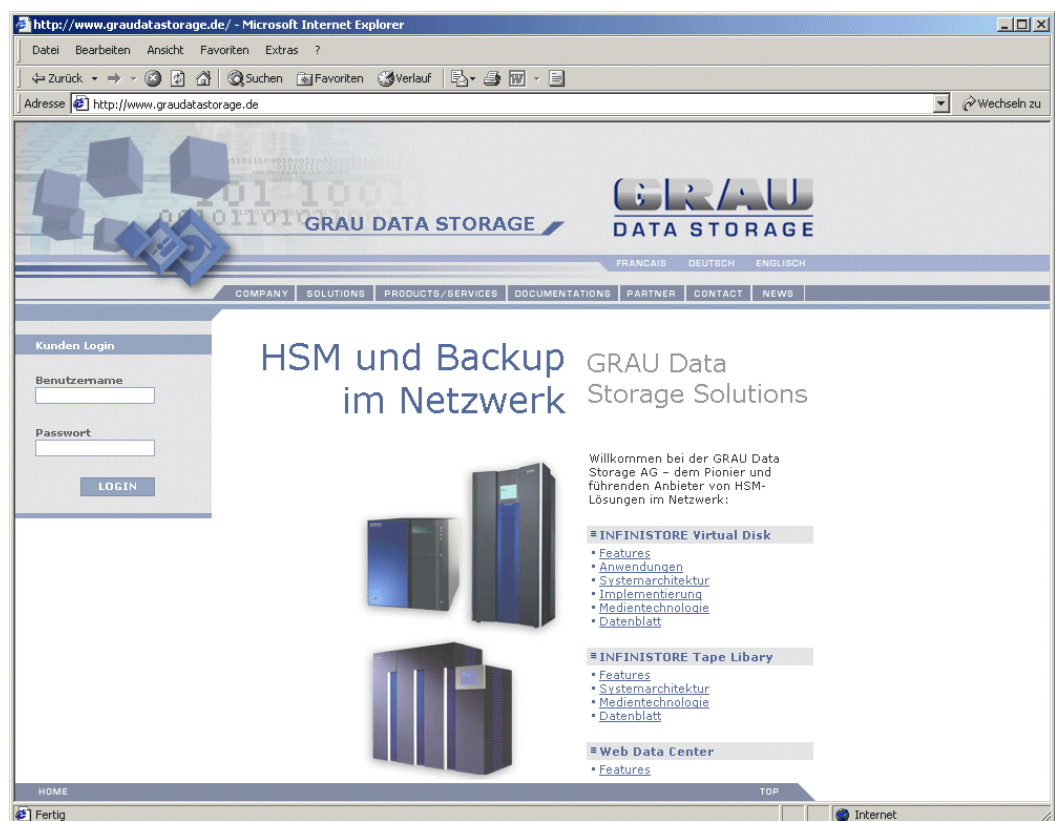 http://www.graudatastorage.de/ - Microsoft Internet Explorer
Datei Bearbeiten Ansicht Favoriten Extras ?
Zurück Suchen Favoriten Verlauf
Adresse http://www.graudatastorage.de Wechseln zu
GRAU DATA STORAGE
GRAU
DATA STORAGE
FRANCAIS DEUTSCH ENGLISCH
COMPANY SOLUTIONS PRODUCTS/SERVICES DOCUMENTATIONS PARTNER CONTACT NEWS
Kunden Login
Benutzername
Passwort
LOGIN
HSM und Backup
im Netzwerk
GRAU Data
Storage Solutions
Willkommen bei der GRAU Data
Storage AG – dem Pionier und
führenden Anbieter von HSM-
Lösungen im Netzwerk:
INFINISTORE Virtual Disk
• Features
• Anwendungen
• Systemarchitektur
• Implementierung
• Medientechnologie
• Datenblatt
INFINISTORE Tape Libary
• Features
• Systemarchitektur
• Medientechnologie
• Datenblatt
Web Data Center
• Features
HOME TOP
Fertig Internet